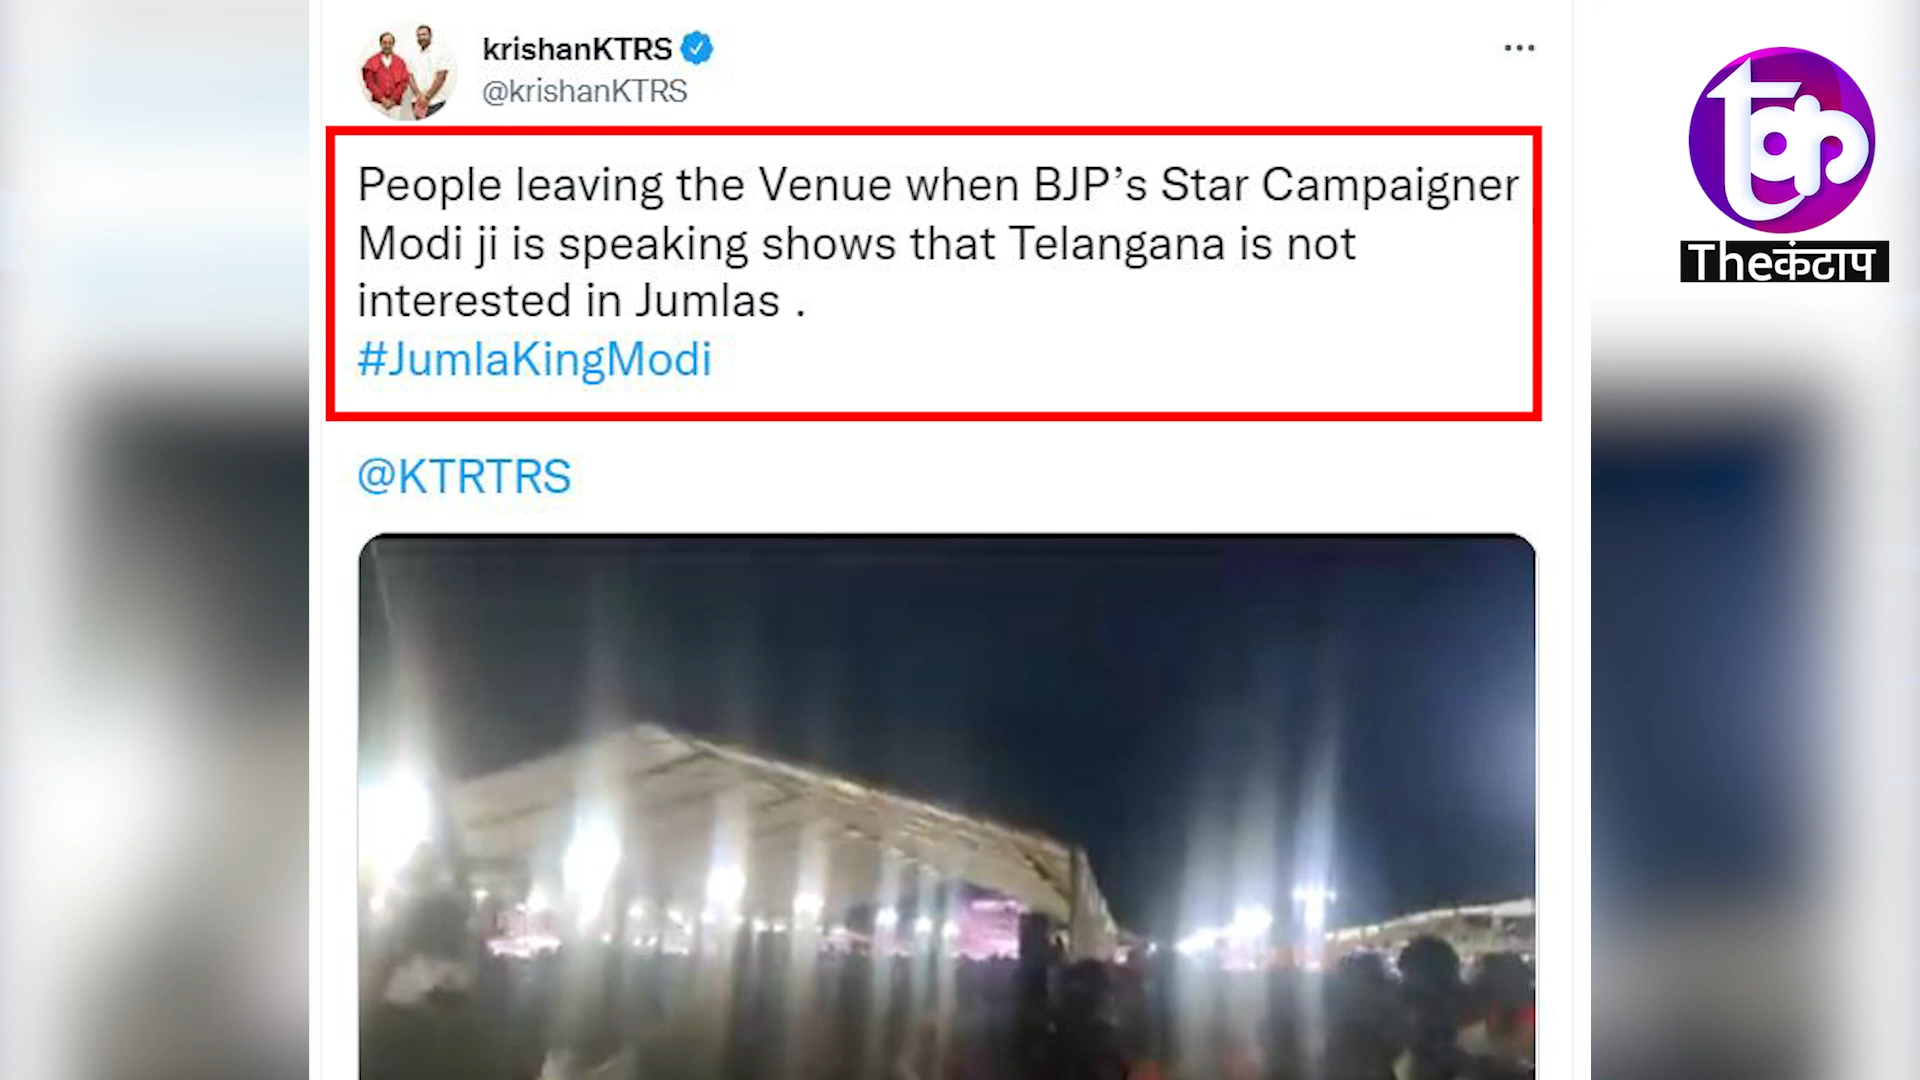 krishanKTRS
@krishanKTRS
People leaving the Venue when BJP's Star Campaigner
Modi ji is speaking shows that Telangana is not
interested in Jumlas .
#JumlaKingModi
@KTRTRS
tap
Theकंटाप